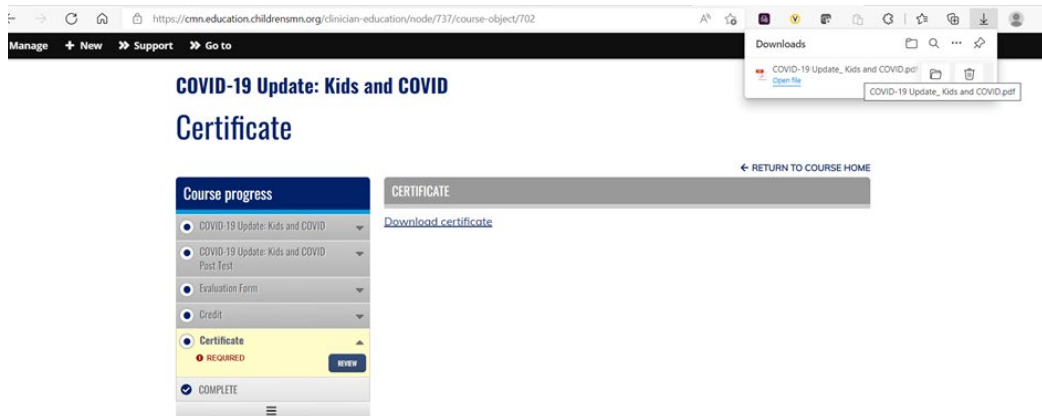 https://cmn.education.childrensmn.org/clinician-education/node/737/course-object/702
Manage + New >> Support >> Go to
Downloads
COVID-19 Update_ Kids and COVID.pdf
Open file
COVID-19 Update_ Kids and COVID.pdf
COVID-19 Update: Kids and COVID
Certificate
← RETURN TO COURSE HOME
Course progress
COVID-19 Update: Kids and COVID
COVID-19 Update: Kids and COVID
Post Test
Evaluation Form
Credit
Certificate
REQUIRED
REVIEW
COMPLETE
CERTIFICATE
Download certificate